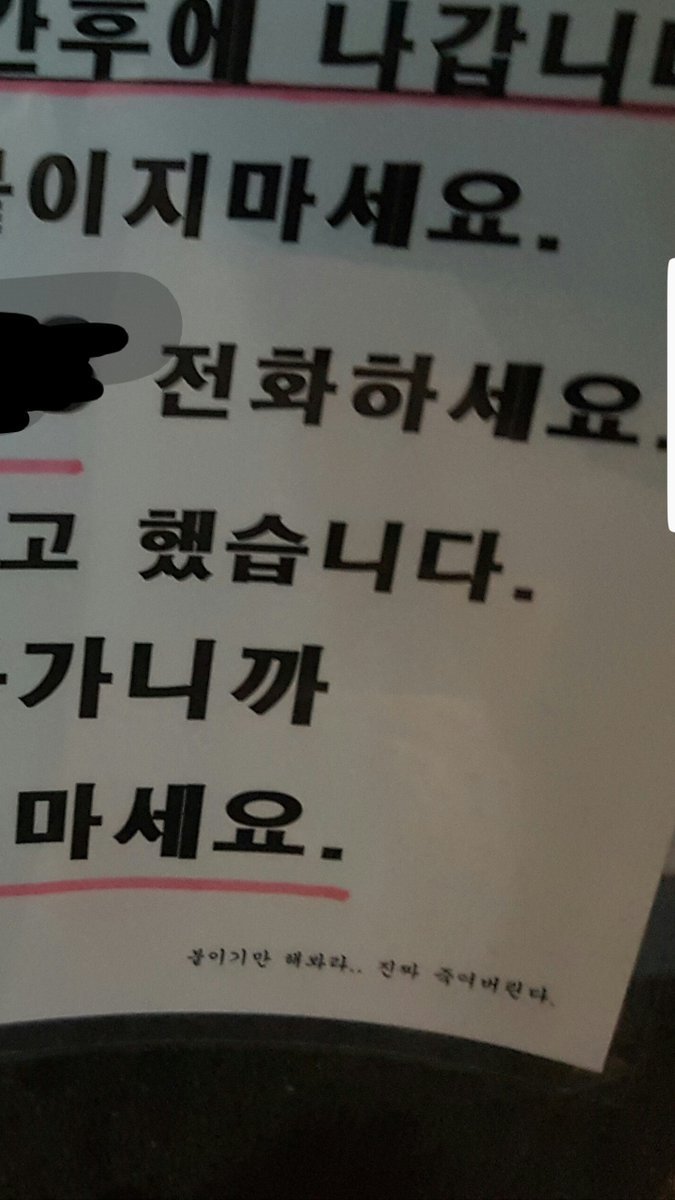 간후에 나갑니
붙이지마세요.
전화하세요.
고 했습니다.
가니까
마세요.
붙이기만 해봐라.. 진짜 죽여버린다.